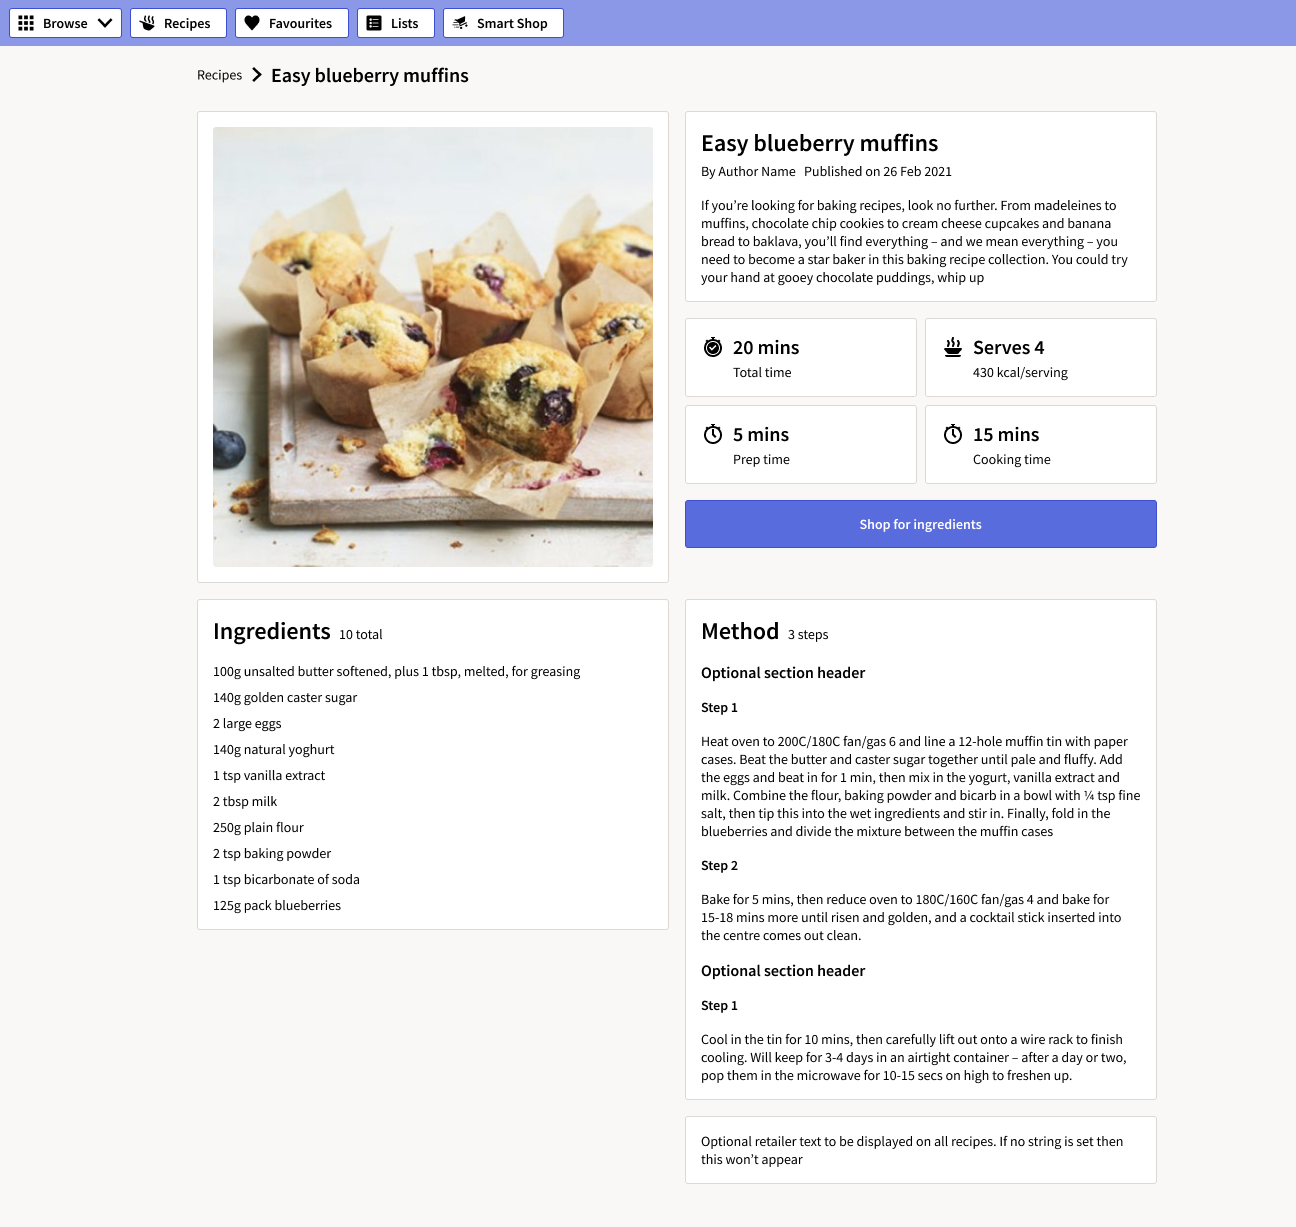 Browse
Recipes
Favourites
Lists
Smart Shop
Recipes
Easy blueberry muffins
Easy blueberry muffins
By Author Name Published on 26 Feb 2021
If you’re looking for baking recipes, look no further. From madeleines to
muffins, chocolate chip cookies to cream cheese cupcakes and banana
bread to baklava, you’ll find everything – and we mean everything – you
need to become a star baker in this baking recipe collection. You could try
your hand at gooey chocolate puddings, whip up
20 mins
Total time
Serves 4
430 kcal/serving
5 mins
Prep time
15 mins
Cooking time
Shop for ingredients
Ingredients 10 total
100g unsalted butter softened, plus 1 tbsp, melted, for greasing
140g golden caster sugar
2 large eggs
140g natural yoghurt
1 tsp vanilla extract
2 tbsp milk
250g plain flour
2 tsp baking powder
1 tsp bicarbonate of soda
125g pack blueberries
Method 3 steps
Optional section header
Step 1
Heat oven to 200C/180C fan/gas 6 and line a 12-hole muffin tin with paper
cases. Beat the butter and caster sugar together until pale and fluffy. Add
the eggs and beat in for 1 min, then mix in the yogurt, vanilla extract and
milk. Combine the flour, baking powder and bicarb in a bowl with ¼ tsp fine
salt, then tip this into the wet ingredients and stir in. Finally, fold in the
blueberries and divide the mixture between the muffin cases
Step 2
Bake for 5 mins, then reduce oven to 180C/160C fan/gas 4 and bake for
15-18 mins more until risen and golden, and a cocktail stick inserted into
the centre comes out clean.
Optional section header
Step 1
Cool in the tin for 10 mins, then carefully lift out onto a wire rack to finish
cooling. Will keep for 3-4 days in an airtight container – after a day or two,
pop them in the microwave for 10-15 secs on high to freshen up.
Optional retailer text to be displayed on all recipes. If no string is set then
this won’t appear